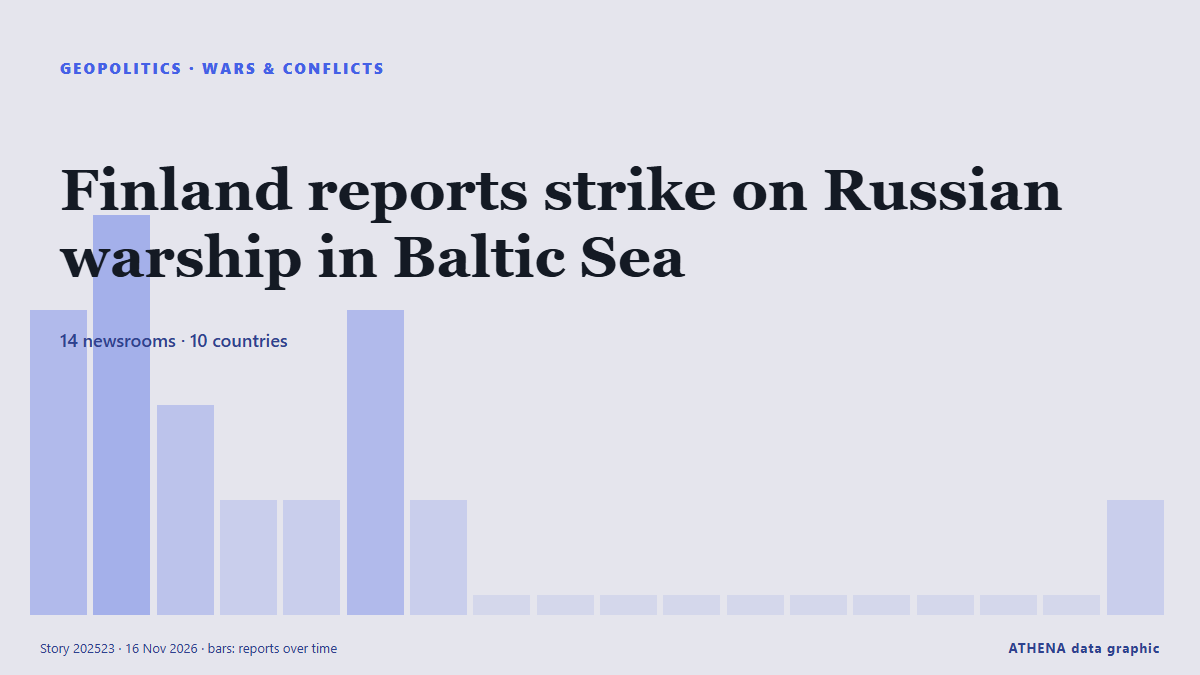 GEOPOLITICS · WARS & CONFLICTS
Finland reports strike on Russian
warship in Baltic Sea
14 newsrooms · 10 countries
Story 202523 · 16 Nov 2026 · bars: reports over time
ATHENA data graphic